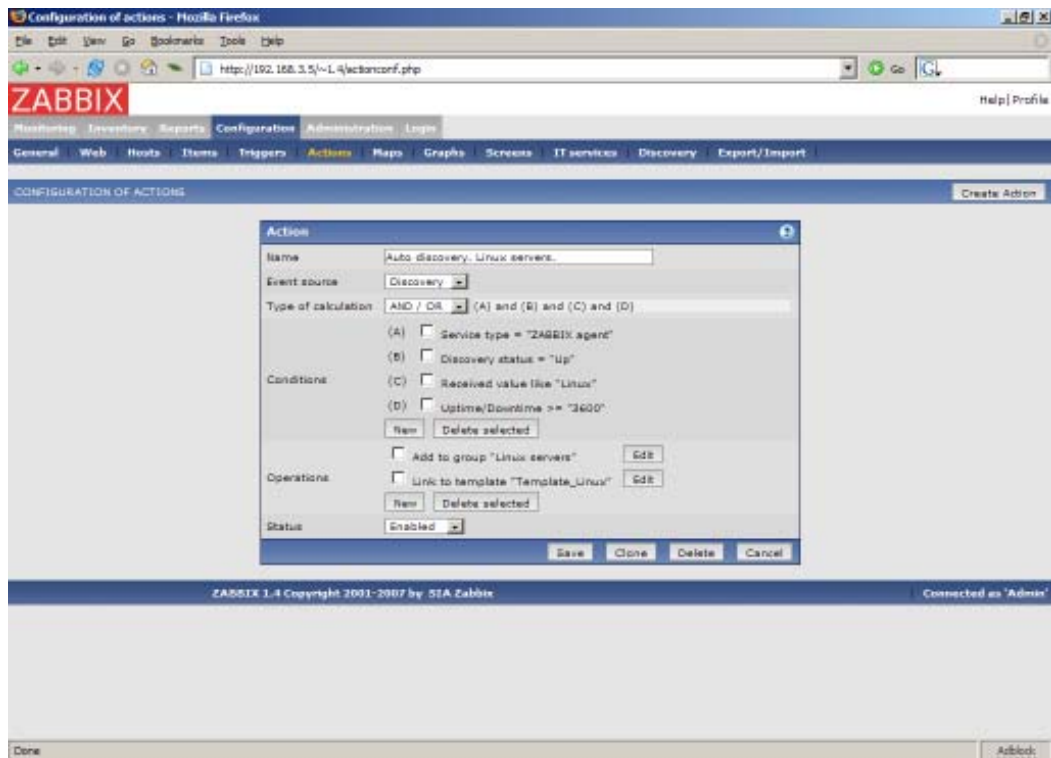 Configuration of actions - Mozilla Firefox
File Edit View Go Bookmarks Tools Help
http://192.168.3.5/~1.4/actionconf.php Go G
ZABBIX Help | Profile
Monitoring Inventory Reports Configuration Administration Login
General Web Hosts Items Triggers Actions Maps Graphs Screens IT services Discovery Export/Import
CONFIGURATION OF ACTIONS Create Action
Action
Name Auto discovery. Linux servers.
Event source Discovery
Type of calculation AND / OR (A) and (B) and (C) and (D)
(A) Service type = "ZABBIX agent"
(B) Discovery status = "Up"
Conditions (C) Received value like "Linux"
(D) Uptime/Downtime >= "3600"
New Delete selected
Add to group "Linux servers" Edit
Operations Link to template "Template_Linux" Edit
New Delete selected
Status Enabled
Save Clone Delete Cancel
ZABBIX 1.4 Copyright 2001-2007 by SIA Zabbix Connected as 'Admin'
Done Adblock